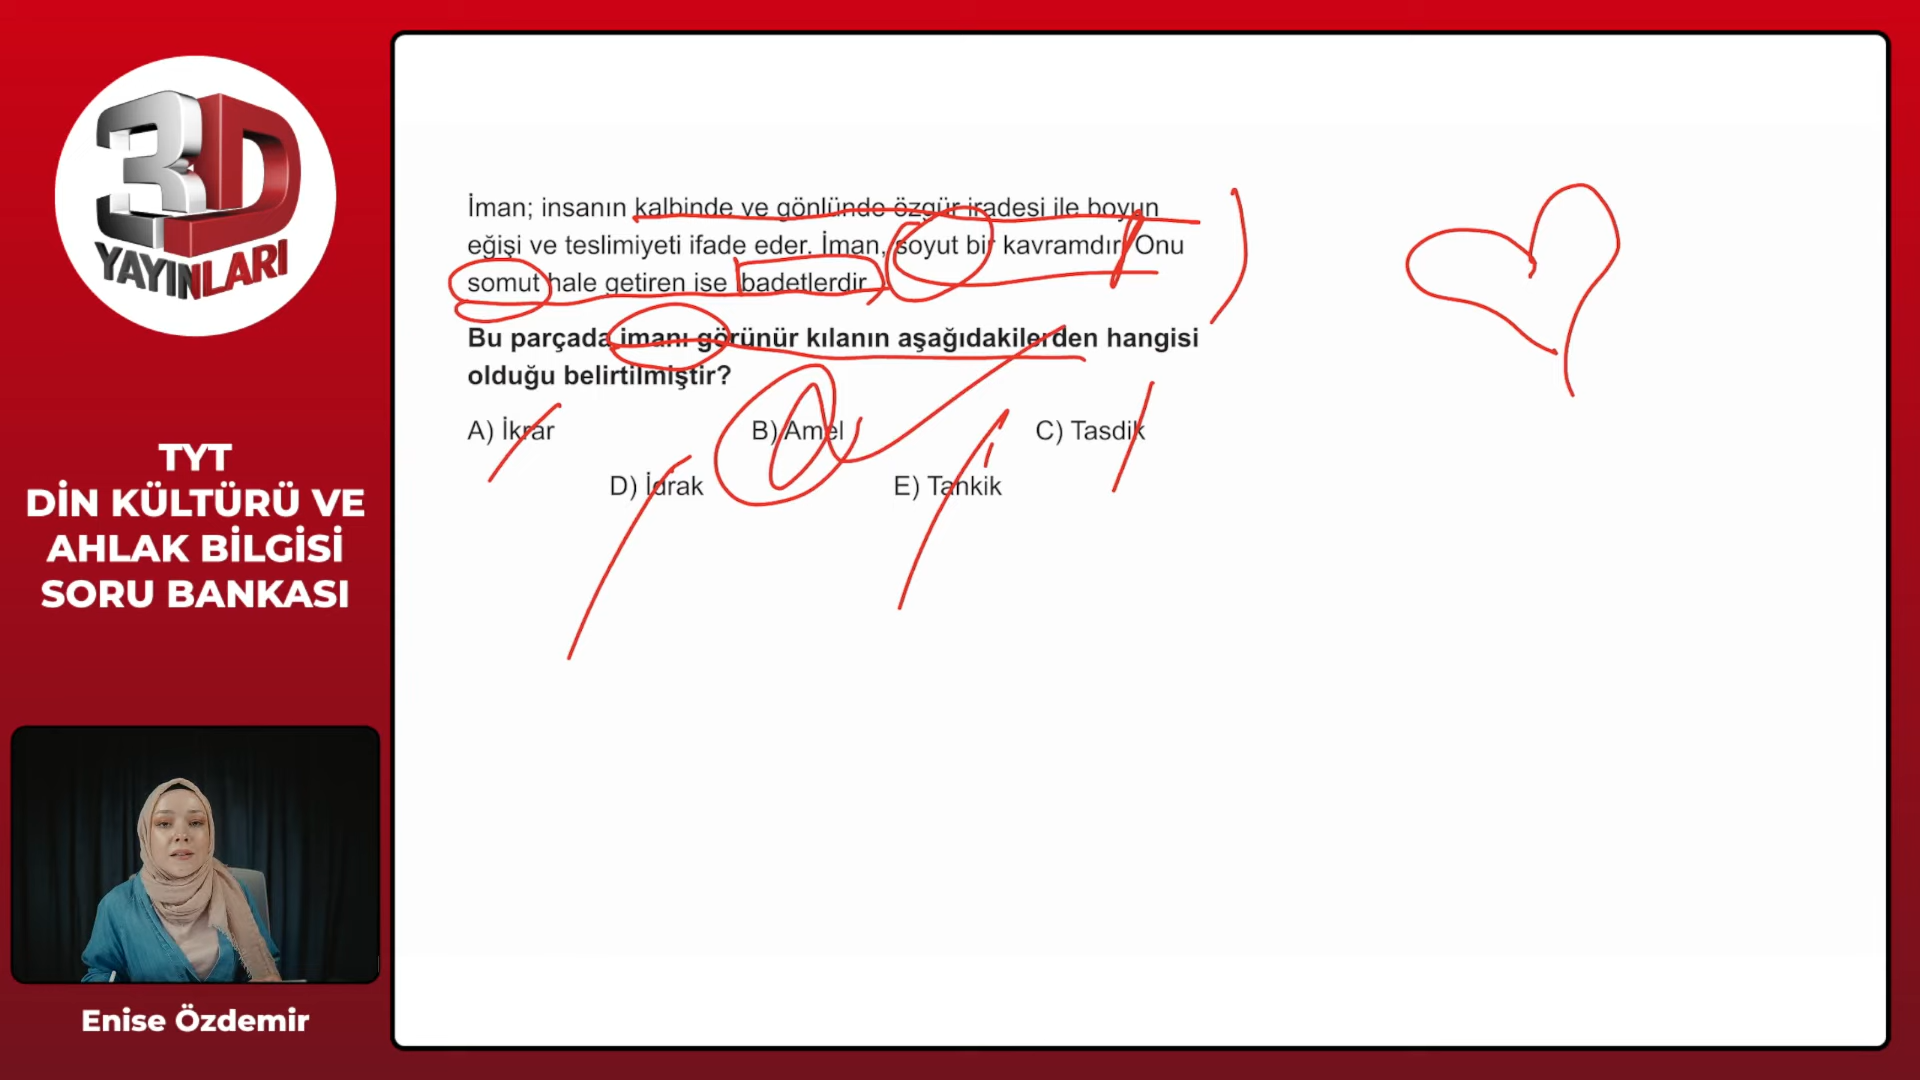 3D
YAYINLARI
TYT
DİN KÜLTÜRÜ VE
AHLAK BİLGİSİ
SORU BANKASI
Enise Özdemir
İman; insanın kalbinde ve gönlünde özgür iradesi ile boyun
eğişi ve teslimiyeti ifade eder. İman, soyut bir kavramdır. Onu
somut hale getiren ise ibadetlerdir.
Bu parçada imanı görünür kılanın aşağıdakilerden hangisi
olduğu belirtilmiştir?
A) İkrar B) Amel C) Tasdik
D) İdrak E) Tahkik